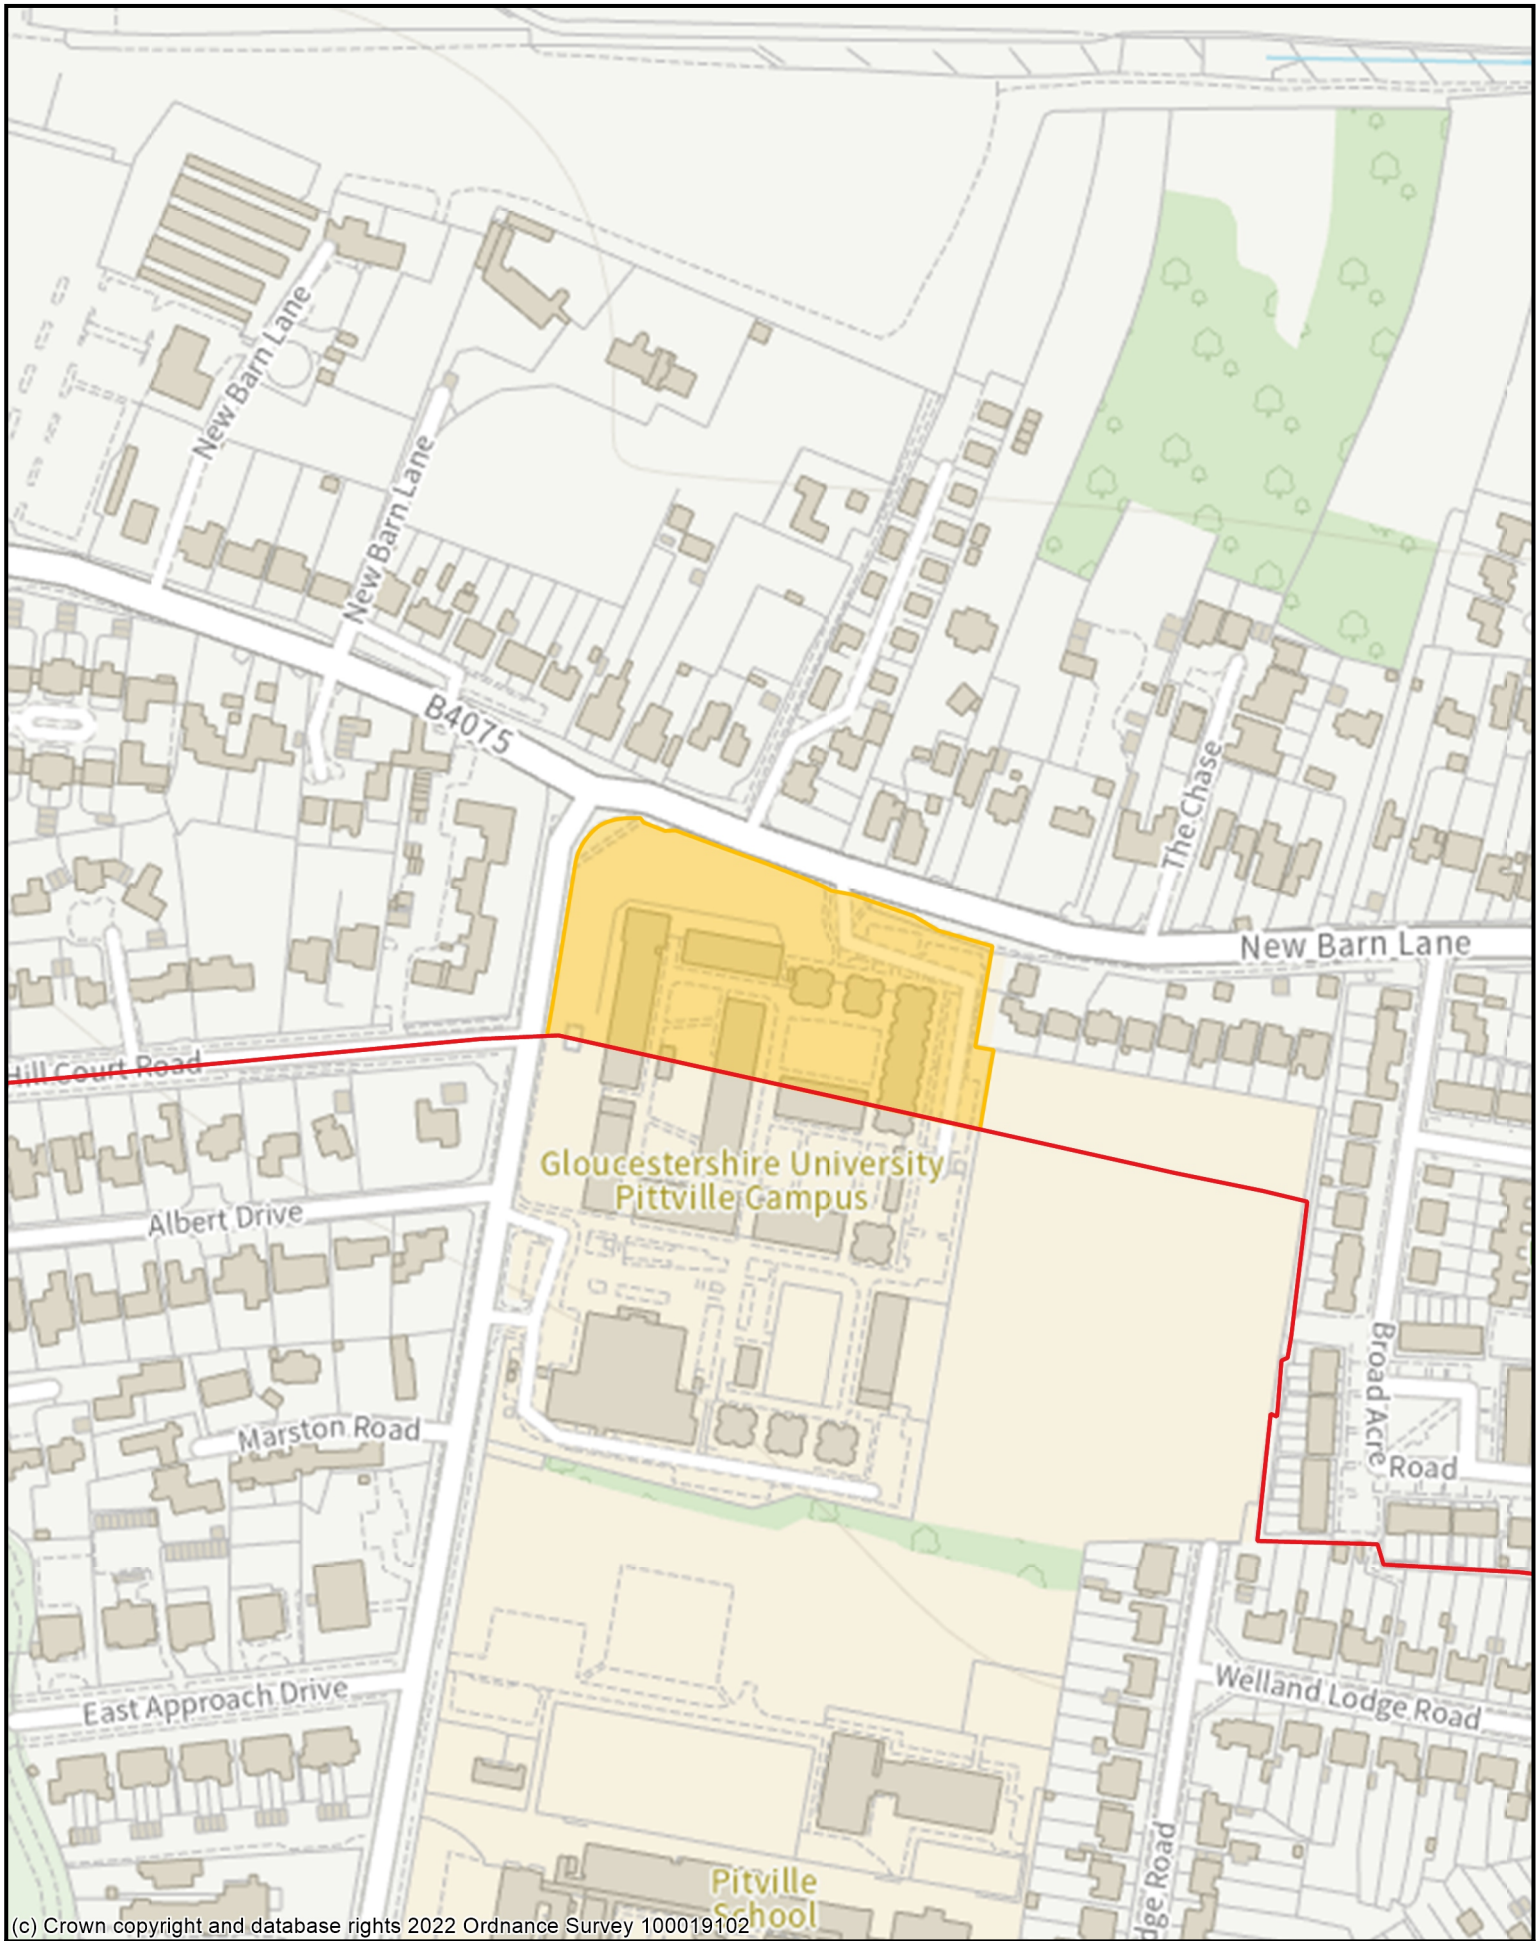 New Barn Lane
New Barn Lane
B4075
The Chase
New Barn Lane
Hill Court Road
Gloucestershire University
Pittville Campus
Albert Drive
Broad Acre
Marston Road
Road
East Approach Drive
Welland Lodge Road
dge Road
Pitville
School
(c) Crown copyright and database rights 2022 Ordnance Survey 100019102